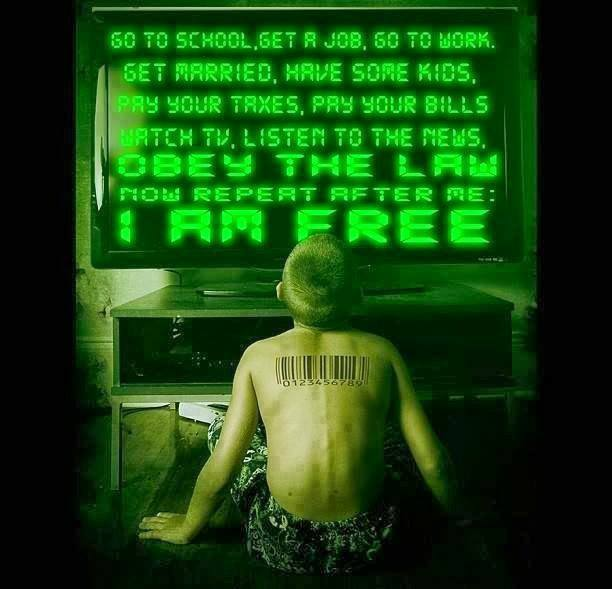 GO TO SCHOOL,GET A JOB, GO TO WORK.
GET MARRIED, HAVE SOME KIDS,
PAY YOUR TAXES, PAY YOUR BILLS
WATCH TV, LISTEN TO THE NEWS,
OBEY THE LAW
NOW REPEAT AFTER ME:
I AM FREE
0123456789